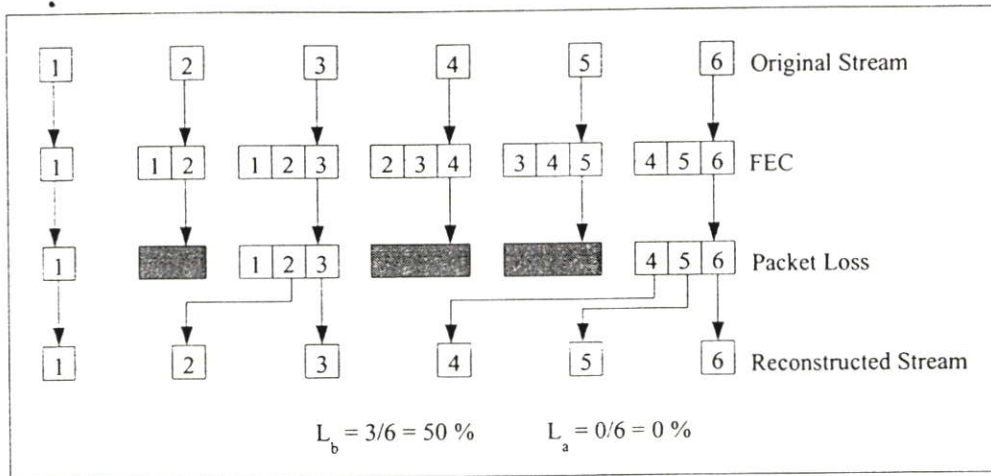 1 2 3 4 5 6 Original Stream
1 1 2 1 2 3 2 3 4 3 4 5 4 5 6 FEC
1 1 2 3 4 5 6 Packet Loss
1 2 3 4 5 6 Reconstructed Stream
L_b = 3/6 = 50 % L_a = 0/6 = 0 %